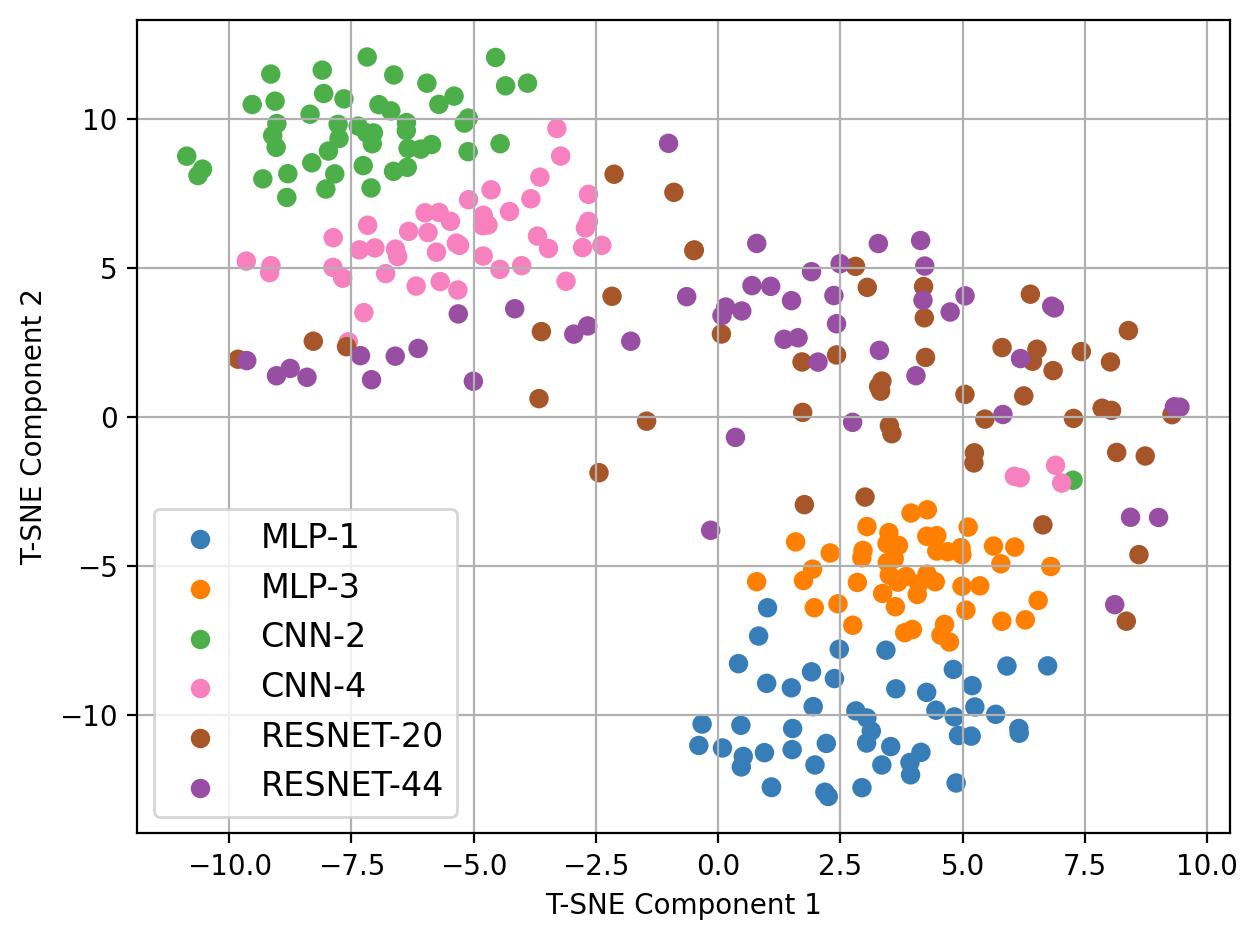 10
5
0
−5
−10
T-SNE Component 2
MLP-1
MLP-3
CNN-2
CNN-4
RESNET-20
RESNET-44
−10.0 −7.5 −5.0 −2.5 0.0 2.5 5.0 7.5 10.0
T-SNE Component 1